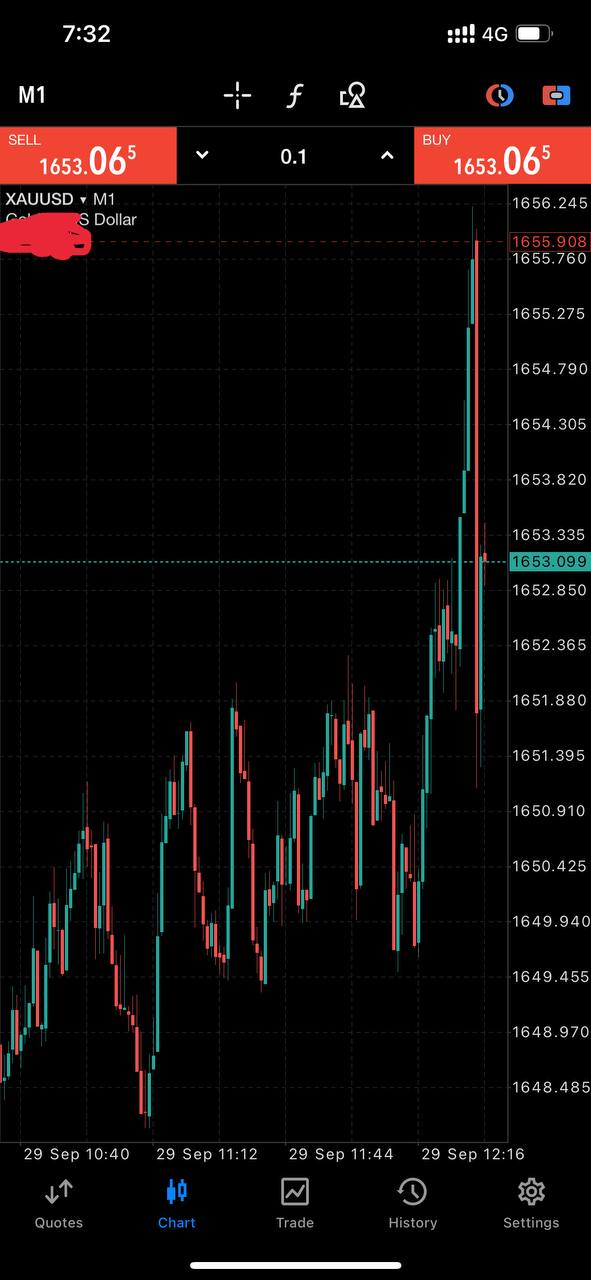 7:32 4G
M1 f
SELL BUY
1653.06⁵ 0.1 1653.06⁵
XAUUSD ▾ M1
S Dollar
1656.245
1655.908
1655.760
1655.275
1654.790
1654.305
1653.820
1653.335
1653.099
1652.850
1652.365
1651.880
1651.395
1650.910
1650.425
1649.940
1649.455
1648.970
1648.485
29 Sep 10:40 29 Sep 11:12 29 Sep 11:44 29 Sep 12:16
Quotes Chart Trade History Settings